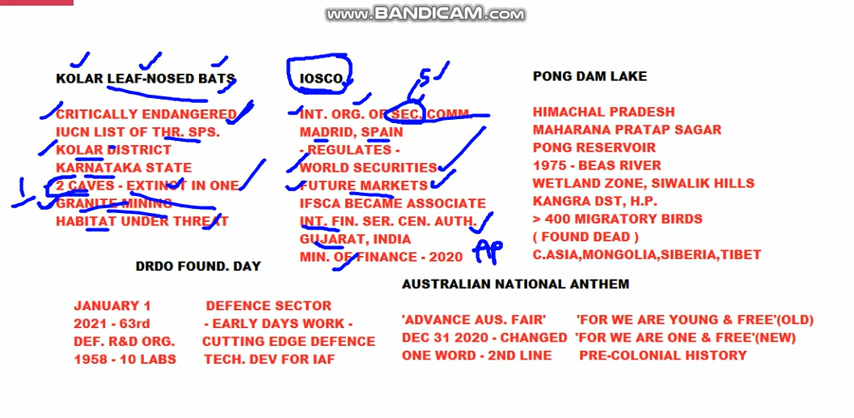 www.BANDICAM.com
KOLAR LEAF-NOSED BATS
CRITICALLY ENDANGERED
IUCN LIST OF THR. SPS.
KOLAR DISTRICT
KARNATAKA STATE
2 CAVES - EXTINCT IN ONE
1
GRANITE MINING
HABITAT UNDER THREAT
IOSCO
S
INT. ORG. OF SEC. COMM.
MADRID, SPAIN
- REGULATES -
WORLD SECURITIES
FUTURE MARKETS
IFSCA BECAME ASSOCIATE
INT. FIN. SER. CEN. AUTH.
GUJARAT, INDIA
MIN. OF FINANCE - 2020
AP
PONG DAM LAKE
HIMACHAL PRADESH
MAHARANA PRATAP SAGAR
PONG RESERVOIR
1975 - BEAS RIVER
WETLAND ZONE, SIWALIK HILLS
KANGRA DST, H.P.
> 400 MIGRATORY BIRDS
( FOUND DEAD )
C.ASIA,MONGOLIA,SIBERIA,TIBET
DRDO FOUND. DAY
JANUARY 1 DEFENCE SECTOR
2021 - 63rd - EARLY DAYS WORK -
DEF. R&D ORG. CUTTING EDGE DEFENCE
1958 - 10 LABS TECH. DEV FOR IAF
AUSTRALIAN NATIONAL ANTHEM
'ADVANCE AUS. FAIR' 'FOR WE ARE YOUNG & FREE'(OLD)
DEC 31 2020 - CHANGED 'FOR WE ARE ONE & FREE'(NEW)
ONE WORD - 2ND LINE PRE-COLONIAL HISTORY